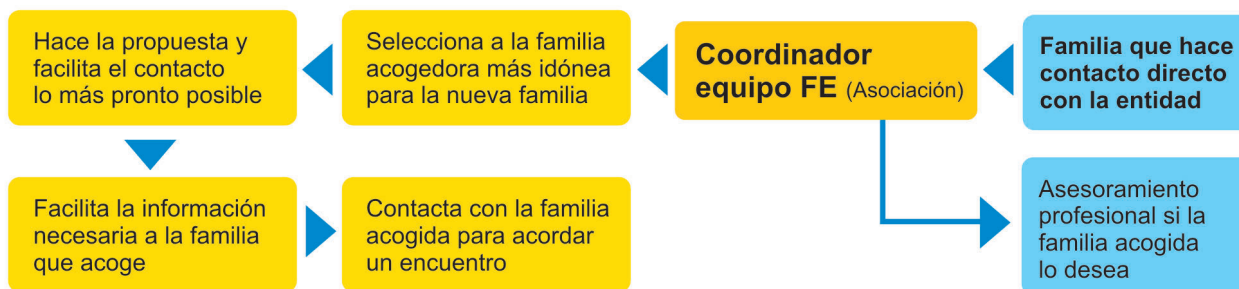 Hace la propuesta y
facilita el contacto
lo más pronto posible
Selecciona a la familia
acogedora más idónea
para la nueva familia
Coordinador
equipo FE (Asociación)
Familia que hace
contacto directo
con la entidad
Facilita la información
necesaria a la familia
que acoge
Contacta con la familia
acogida para acordar
un encuentro
Asesoramiento
profesional si la
familia acogida
lo desea